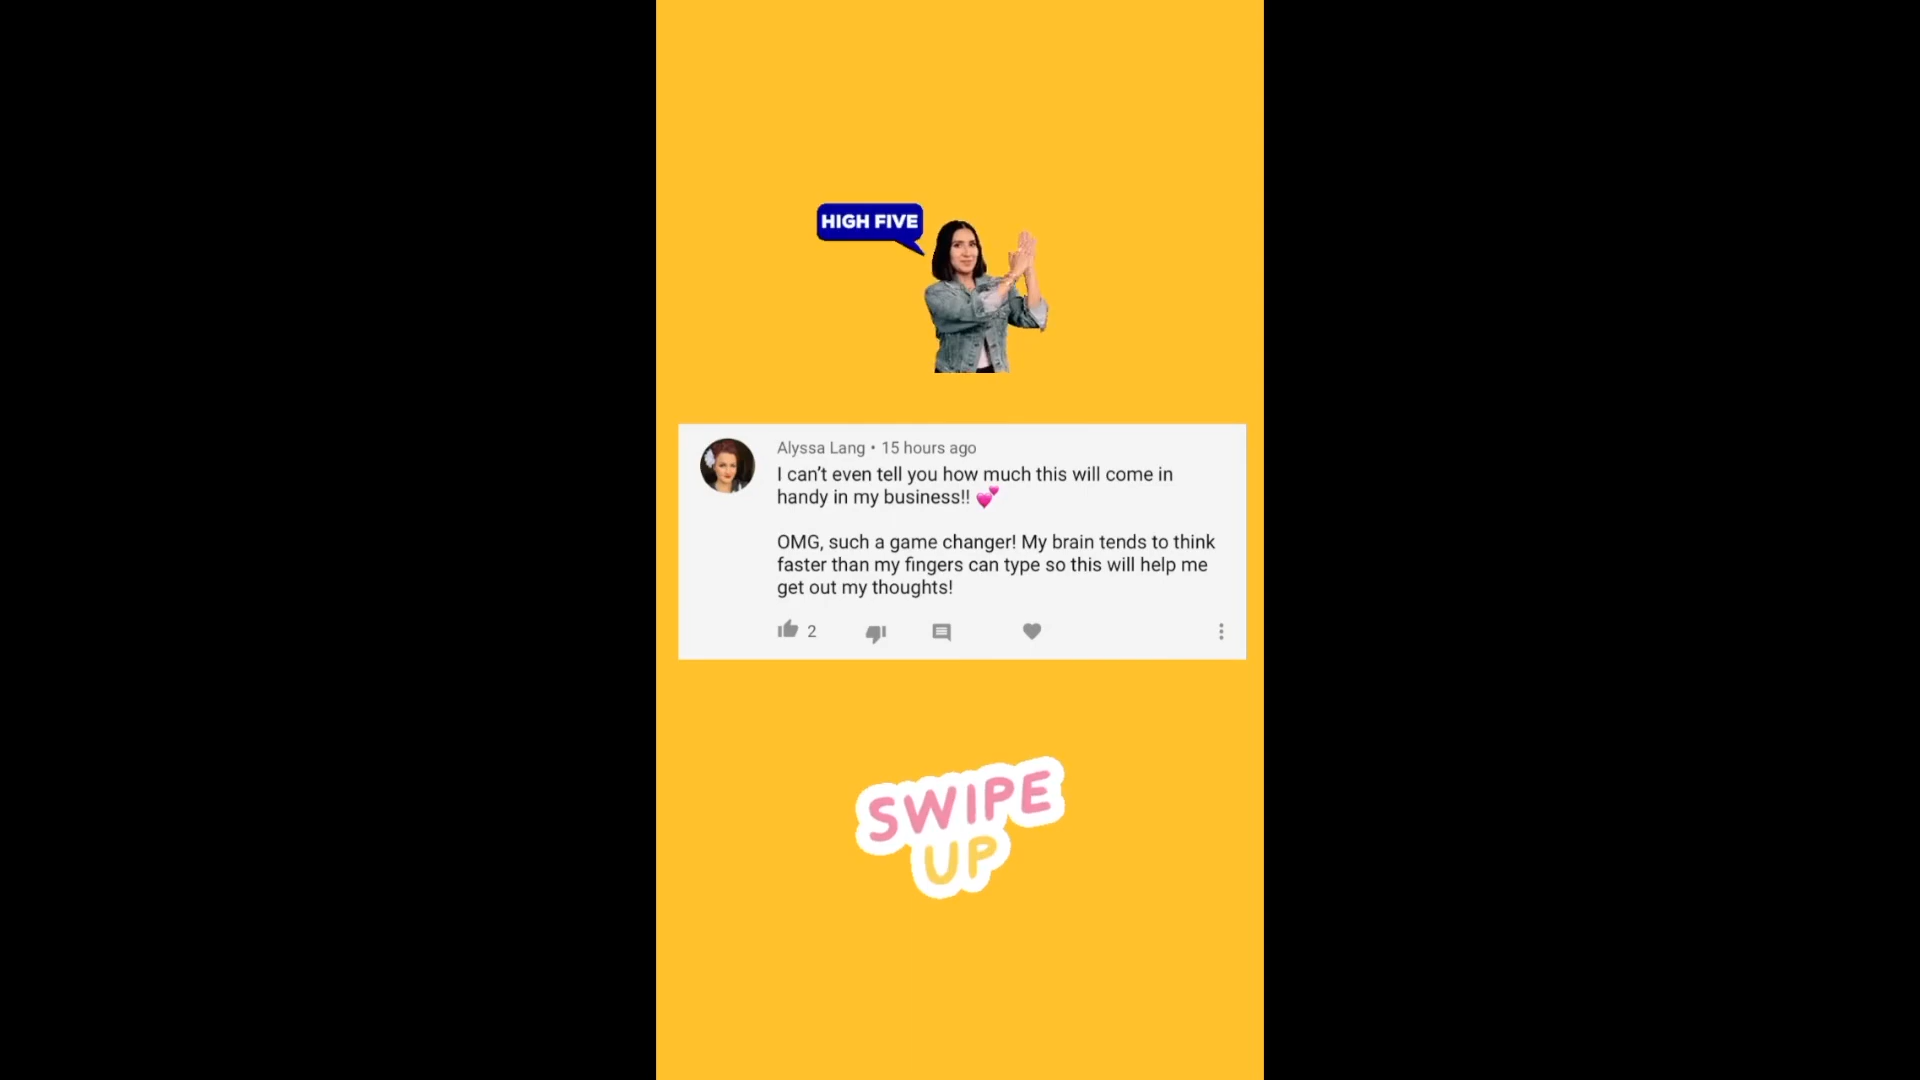 HIGH FIVE
Alyssa Lang • 15 hours ago
I can’t even tell you how much this will come in
handy in my business!! 💕
OMG, such a game changer! My brain tends to think
faster than my fingers can type so this will help me
get out my thoughts!
2
SWIPE
UP